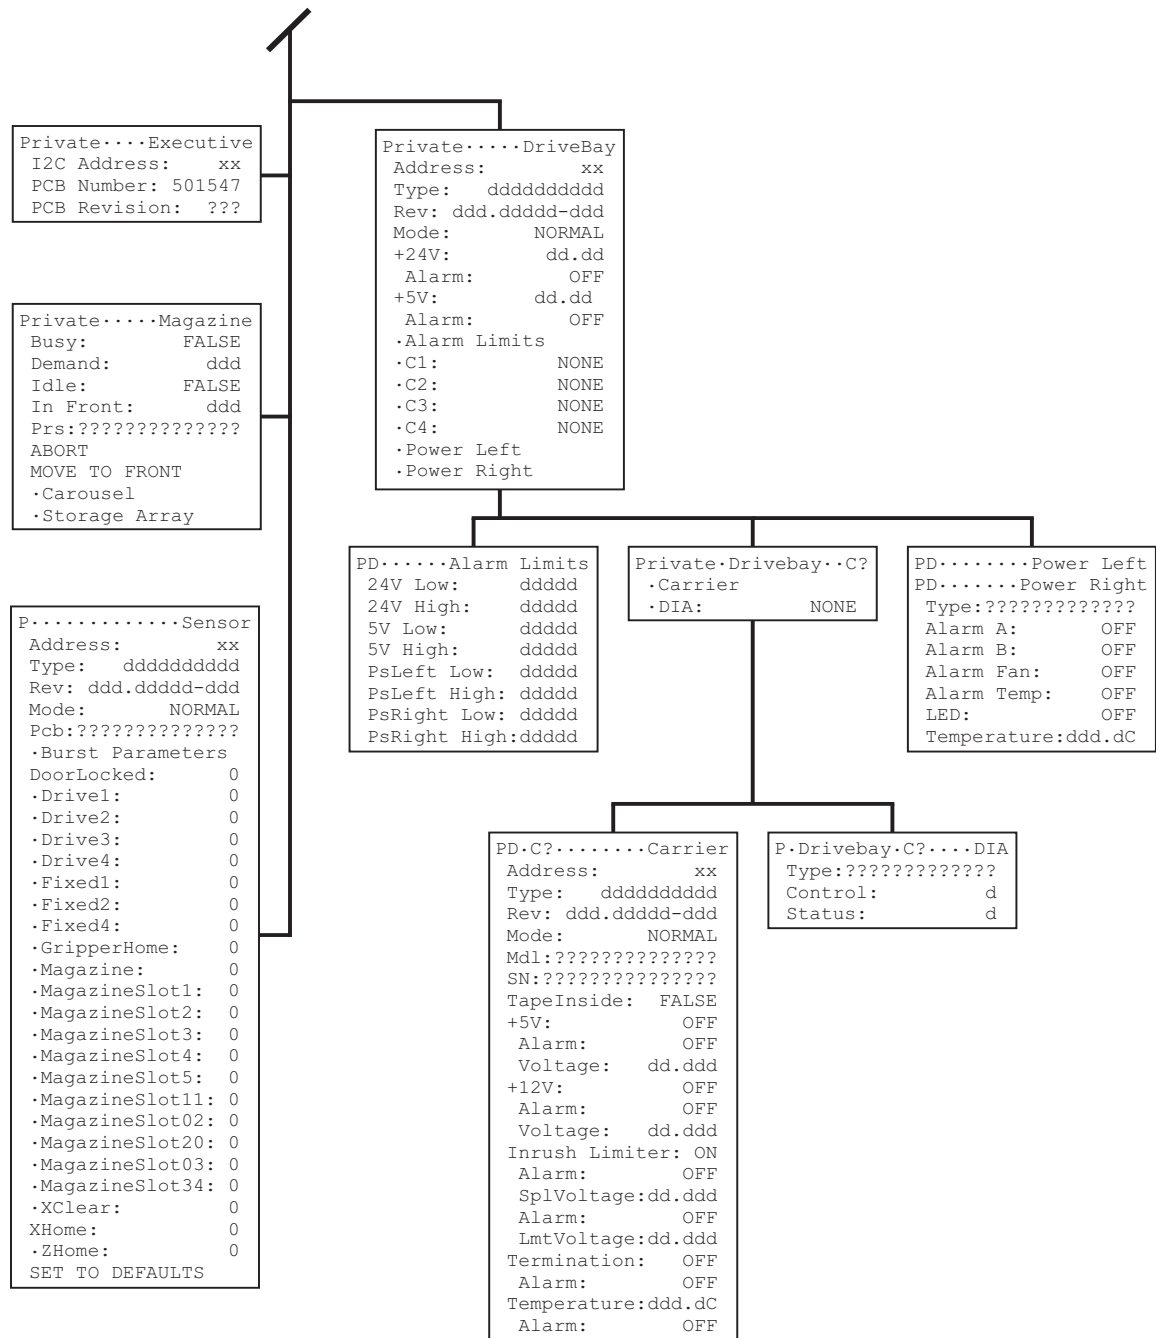 Private····Executive
I2C Address: xx
PCB Number: 501547
PCB Revision: ???
Private·····Magazine
Busy: FALSE
Demand: ddd
Idle: FALSE
In Front: ddd
Prs:??????????????
ABORT
MOVE TO FRONT
·Carousel
·Storage Array
P·············Sensor
Address: xx
Type: dddddddddd
Rev: ddd.ddddd-ddd
Mode: NORMAL
Pcb:??????????????
·Burst Parameters
DoorLocked: 0
·Drive1: 0
·Drive2: 0
·Drive3: 0
·Drive4: 0
·Fixed1: 0
·Fixed2: 0
·Fixed4: 0
·GripperHome: 0
·Magazine: 0
·MagazineSlot1: 0
·MagazineSlot2: 0
·MagazineSlot3: 0
·MagazineSlot4: 0
·MagazineSlot5: 0
·MagazineSlot11: 0
·MagazineSlot02: 0
·MagazineSlot20: 0
·MagazineSlot03: 0
·MagazineSlot34: 0
·XClear: 0
XHome: 0
·ZHome: 0
SET TO DEFAULTS
Private·····DriveBay
Address: xx
Type: dddddddddd
Rev: ddd.ddddd-ddd
Mode: NORMAL
+24V: dd.dd
Alarm: OFF
+5V: dd.dd
Alarm: OFF
·Alarm Limits
·C1: NONE
·C2: NONE
·C3: NONE
·C4: NONE
·Power Left
·Power Right
PD······Alarm Limits
24V Low: ddddd
24V High: ddddd
5V Low: ddddd
5V High: ddddd
PsLeft Low: ddddd
PsLeft High: ddddd
PsRight Low: ddddd
PsRight High:ddddd
Private·Drivebay··C?
·Carrier
·DIA: NONE
PD········Power Left
PD·······Power Right
Type:?????????????
Alarm A: OFF
Alarm B: OFF
Alarm Fan: OFF
Alarm Temp: OFF
LED: OFF
Temperature:ddd.dC
PD·C?········Carrier
Address: xx
Type: dddddddddd
Rev: ddd.ddddd-ddd
Mode: NORMAL
Mdl:??????????????
SN:???????????????
TapeInside: FALSE
+5V: OFF
Alarm: OFF
Voltage: dd.ddd
+12V: OFF
Alarm: OFF
Voltage: dd.ddd
Inrush Limiter: ON
Alarm: OFF
SplVoltage:dd.ddd
Alarm: OFF
LmtVoltage:dd.ddd
Termination: OFF
Alarm: OFF
Temperature:ddd.dC
Alarm: OFF
P·Drivebay·C?····DIA
Type:?????????????
Control: d
Status: d